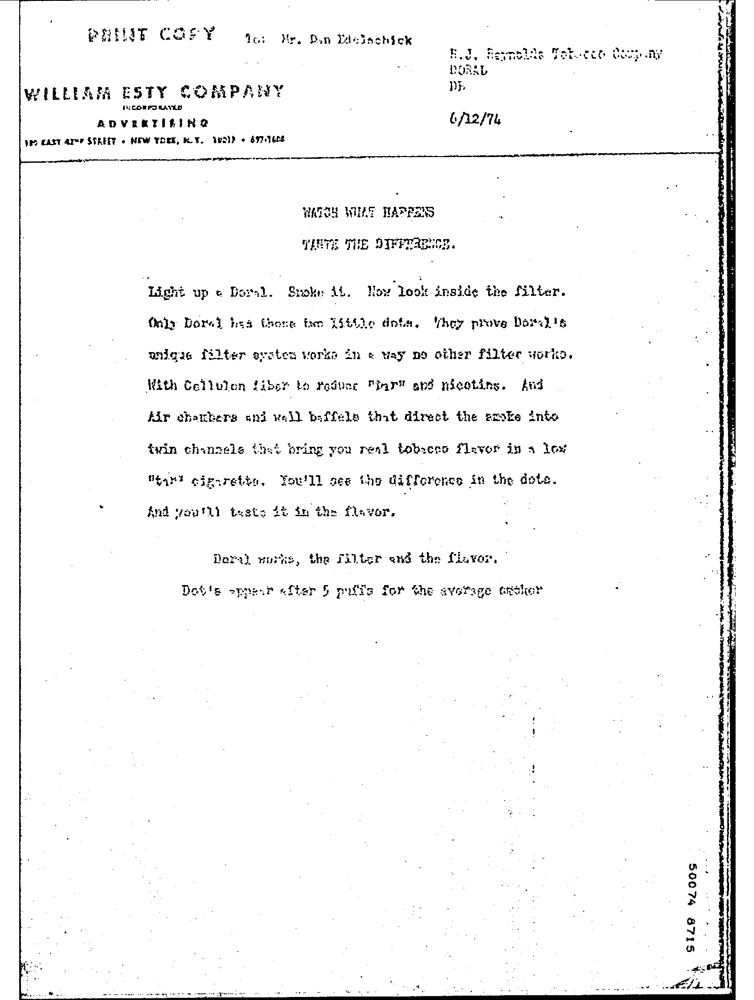 PRINT COPY To: Mr. Dan Edelschick
R.J. Reynolds Tobacco Company
DORAL
WILLIAM ESTY COMPANY
INCORPORATED
ADVERTISING
6/12/74
EAST 42ND STREET • NEW YORK, N.Y. 10017 •
WATCH WHAT HAPPENS
TASTE THE DIFFERENCE.
Light up a Doral. Smoke it. Now look inside the filter.
Only Doral has these two little dots. They prove Doral's
unique filter system works in a way no other filter works.
With Cellulon fiber to reduce "tar" and nicotine. And
Air chambers and wall baffels that direct the smoke into
twin channels that bring you real tobacco flavor in a low
"tar" cigarette. You'll see the difference in the dots.
And you'll taste it in the flavor.
Doral works, the filter and the flavor.
Dot's appear after 5 puffs for the average smoker
50074 8715